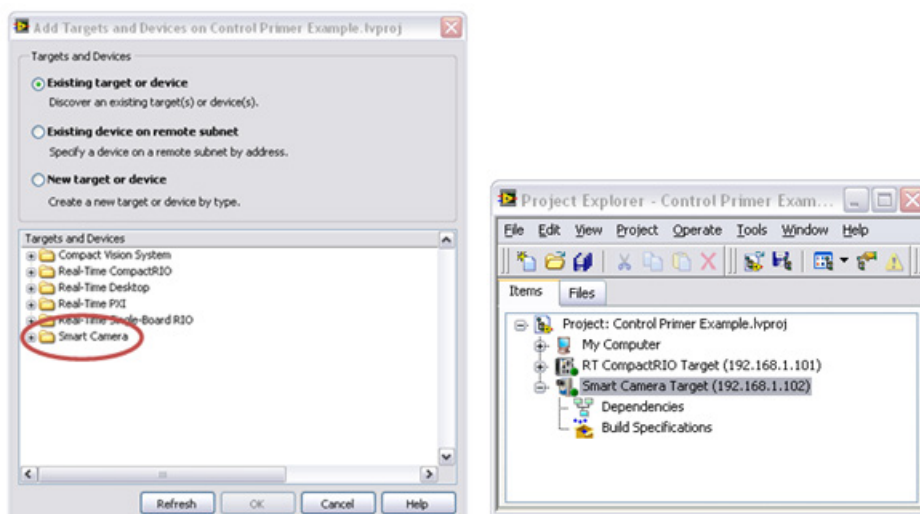 Add Targets and Devices on Control Primer Example.lvproj
Targets and Devices
Existing target or device
Discover an existing target(s) or device(s).
Existing device on remote subnet
Specify a device on a remote subnet by address.
New target or device
Create a new target or device by type.
Targets and Devices
Compact Vision System
Real-Time CompactRIO
Real-Time Desktop
Real-Time PXI
Real-Time Single-Board RIO
Smart Camera
Refresh
OK
Cancel
Help
Project Explorer - Control Primer Exam...
File Edit View Project Operate Tools Window Help
Items Files
Project: Control Primer Example.lvproj
My Computer
RT CompactRIO Target (192.168.1.101)
Smart Camera Target (192.168.1.102)
Dependencies
Build Specifications